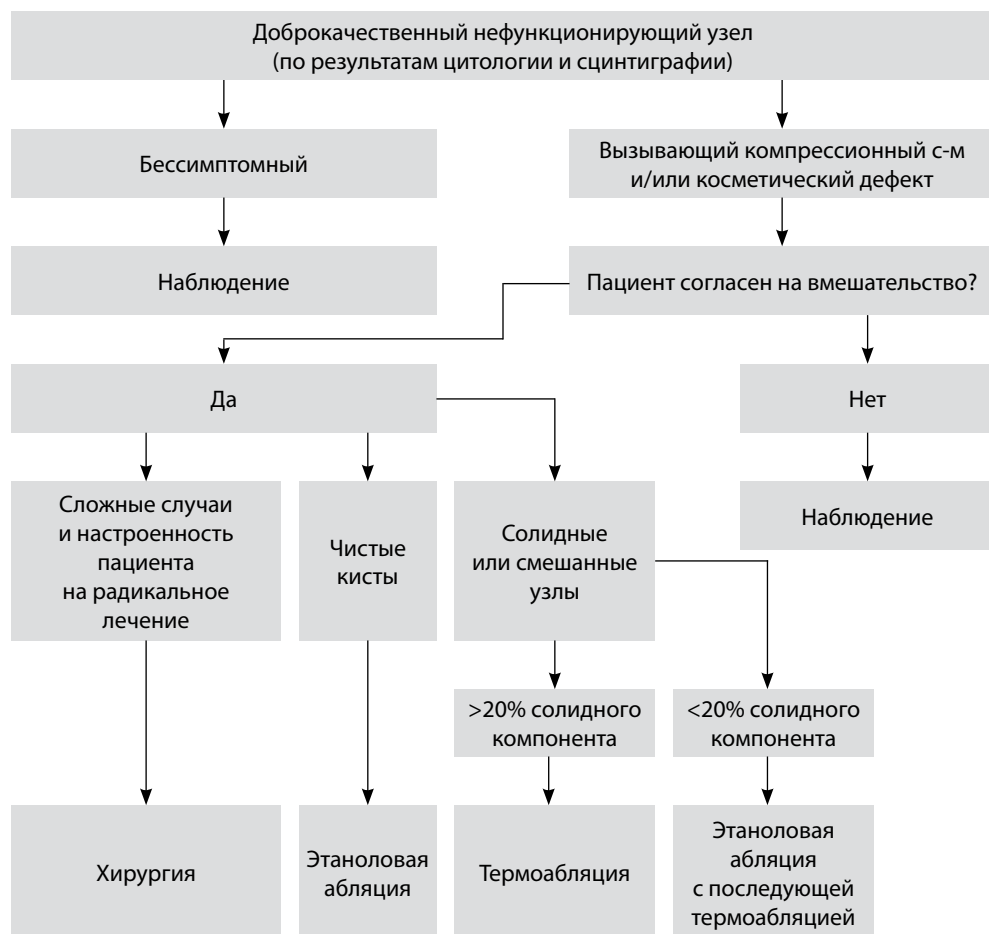 Доброкачественный нефункционирующий узел
(по результатам цитологии и сцинтиграфии)
Бессимптомный
Вызывающий компрессионный с-м
и/или косметический дефект
Наблюдение
Пациент согласен на вмешательство?
Да
Нет
Сложные случаи
и настроенность
пациента
на радикальное
лечение
Чистые
кисты
Солидные
или смешанные
узлы
Наблюдение
>20% солидного
компонента
<20% солидного
компонента
Хирургия
Этаноловая
абляция
Термоабляция
Этаноловая
абляция
с последующей
термоабляцией